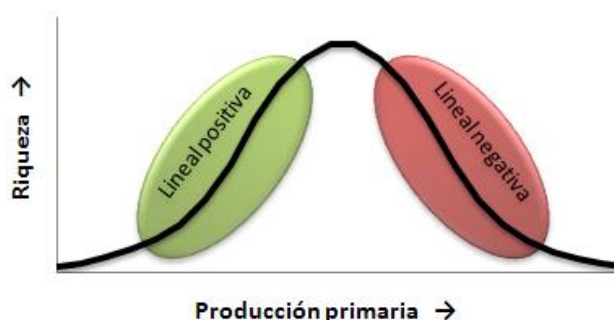 Riqueza →
Lineal positiva
Lineal negativa
Producción primaria →